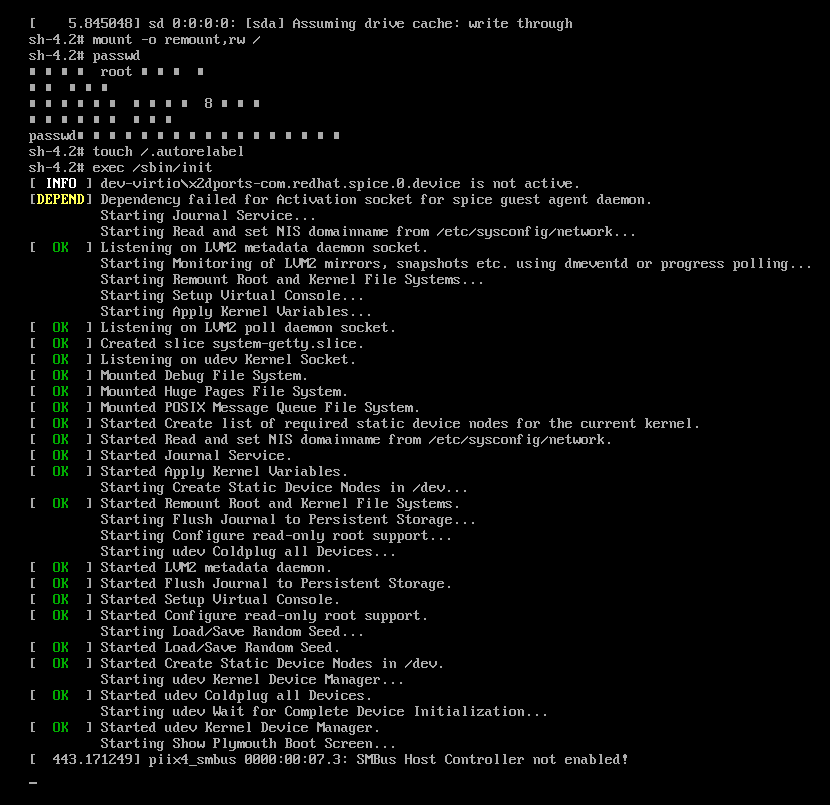 [    5.845048] sd 0:0:0:0: [sda] Assuming drive cache: write through
sh-4.2# mount -o remount,rw /
sh-4.2# passwd
root
8
passwd
sh-4.2# touch /.autorelabel
sh-4.2# exec /sbin/init
[ INFO ] dev-virtio\x2dports-com.redhat.spice.0.device is not active.
[DEPEND] Dependency failed for Activation socket for spice guest agent daemon.
         Starting Journal Service...
         Starting Read and set NIS domainname from /etc/sysconfig/network...
[  OK  ] Listening on LVM2 metadata daemon socket.
         Starting Monitoring of LVM2 mirrors, snapshots etc. using dmeventd or progress polling...
         Starting Remount Root and Kernel File Systems...
         Starting Setup Virtual Console...
         Starting Apply Kernel Variables...
[  OK  ] Listening on LVM2 poll daemon socket.
[  OK  ] Created slice system-getty.slice.
[  OK  ] Listening on udev Kernel Socket.
[  OK  ] Mounted Debug File System.
[  OK  ] Mounted Huge Pages File System.
[  OK  ] Mounted POSIX Message Queue File System.
[  OK  ] Started Create list of required static device nodes for the current kernel.
[  OK  ] Started Read and set NIS domainname from /etc/sysconfig/network.
[  OK  ] Started Journal Service.
[  OK  ] Started Apply Kernel Variables.
         Starting Create Static Device Nodes in /dev...
[  OK  ] Started Remount Root and Kernel File Systems.
         Starting Flush Journal to Persistent Storage...
         Starting Configure read-only root support...
         Starting udev Coldplug all Devices...
[  OK  ] Started LVM2 metadata daemon.
[  OK  ] Started Flush Journal to Persistent Storage.
[  OK  ] Started Setup Virtual Console.
[  OK  ] Started Configure read-only root support.
         Starting Load/Save Random Seed...
[  OK  ] Started Load/Save Random Seed.
[  OK  ] Started Create Static Device Nodes in /dev.
         Starting udev Kernel Device Manager...
[  OK  ] Started udev Coldplug all Devices.
         Starting udev Wait for Complete Device Initialization...
[  OK  ] Started udev Kernel Device Manager.
         Starting Show Plymouth Boot Screen...
[  443.171249] piix4_smbus 0000:00:07.3: SMBus Host Controller not enabled!